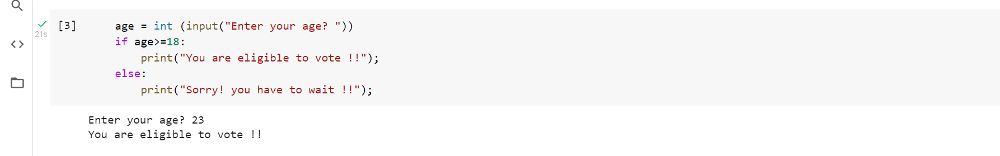 [3] age = int (input("Enter your age? "))
21s
if age>=18:
    print("You are eligible to vote !!");
else:
    print("Sorry! you have to wait !!");
Enter your age? 23
You are eligible to vote !!